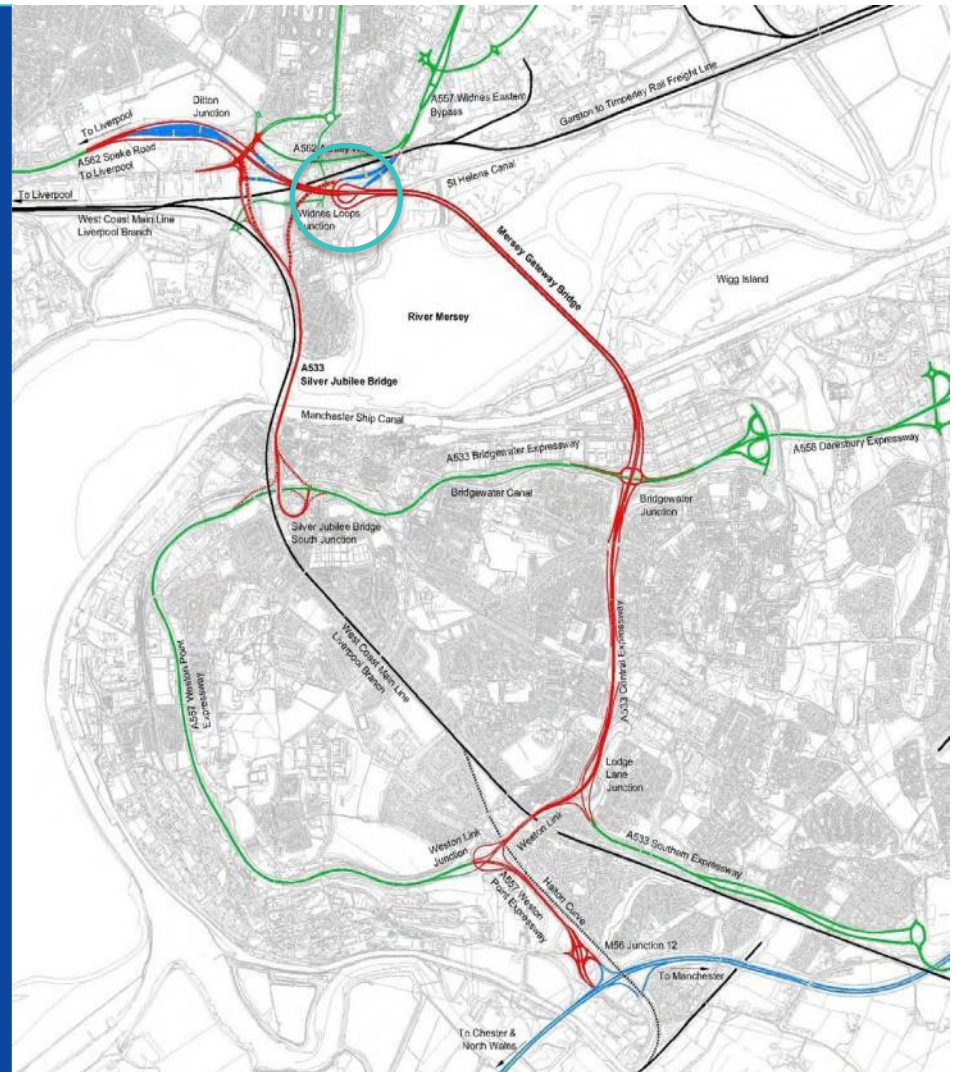 Ditton
Junction
To Liverpool
A562 Speke Road
To Liverpool
A557 Widnes Eastern
Bypass
Garston to Timperley Rail Freight Line
A562
St Helens Canal
To Liverpool
West Coast Main Line
Liverpool Branch
Widnes Loops
Junction
Mersey Gateway Bridge
Wigg Island
River Mersey
A533
Silver Jubilee Bridge
Manchester Ship Canal
A533 Bridgewater Expressway
A558 Daresbury Expressway
Bridgewater Canal
Bridgewater
Junction
Silver Jubilee Bridge
South Junction
West Coast Main Line
Liverpool Branch
A557 Weston Point
Expressway
A533 Central Expressway
Lodge
Lane
Junction
Weston Link
Weston Link
Junction
A533 Southern Expressway
A557 Weston
Point Expressway
Halton Curve
M56 Junction 12
To Manchester
To Chester &
North Wales